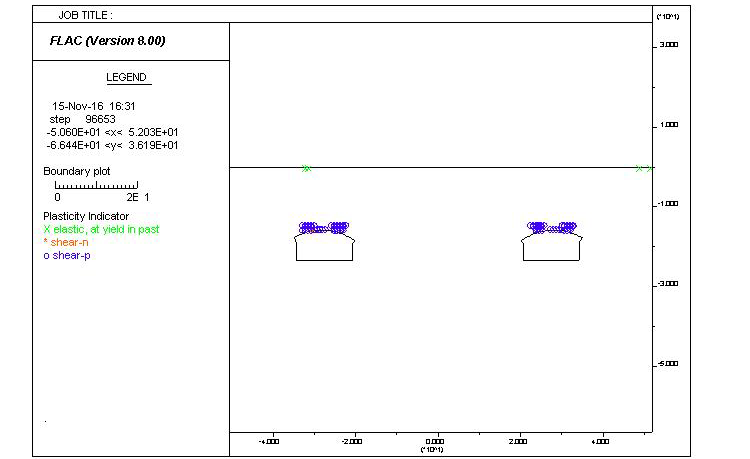 JOB TITLE :
FLAC (Version 8.00)
LEGEND
15-Nov-16 16:31
step 96653
-5.060E+01 <x< 5.203E+01
-6.644E+01 <y< 3.619E+01
Boundary plot
0 2E 1
Plasticity Indicator
X elastic, at yield in past
* shear-n
o shear-p
(*10^1)
3.000
1.000
-1.000
-3.000
-5.000
-4.000 -2.000 0.000 2.000 4.000
(*10^1)